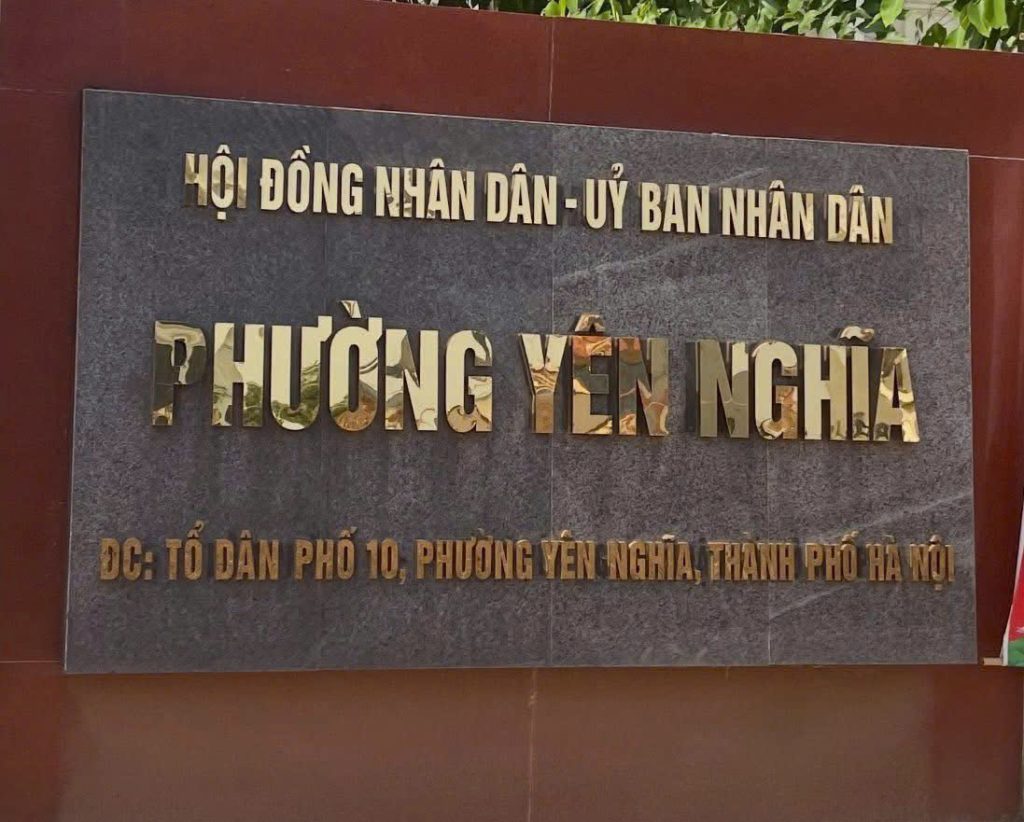 HỘI ĐỒNG NHÂN DÂN - UỶ BAN NHÂN DÂN
PHƯỜNG YÊN NGHĨA
ĐC: TỔ DÂN PHỐ 10, PHƯỜNG YÊN NGHĨA, THÀNH PHỐ HÀ NỘI